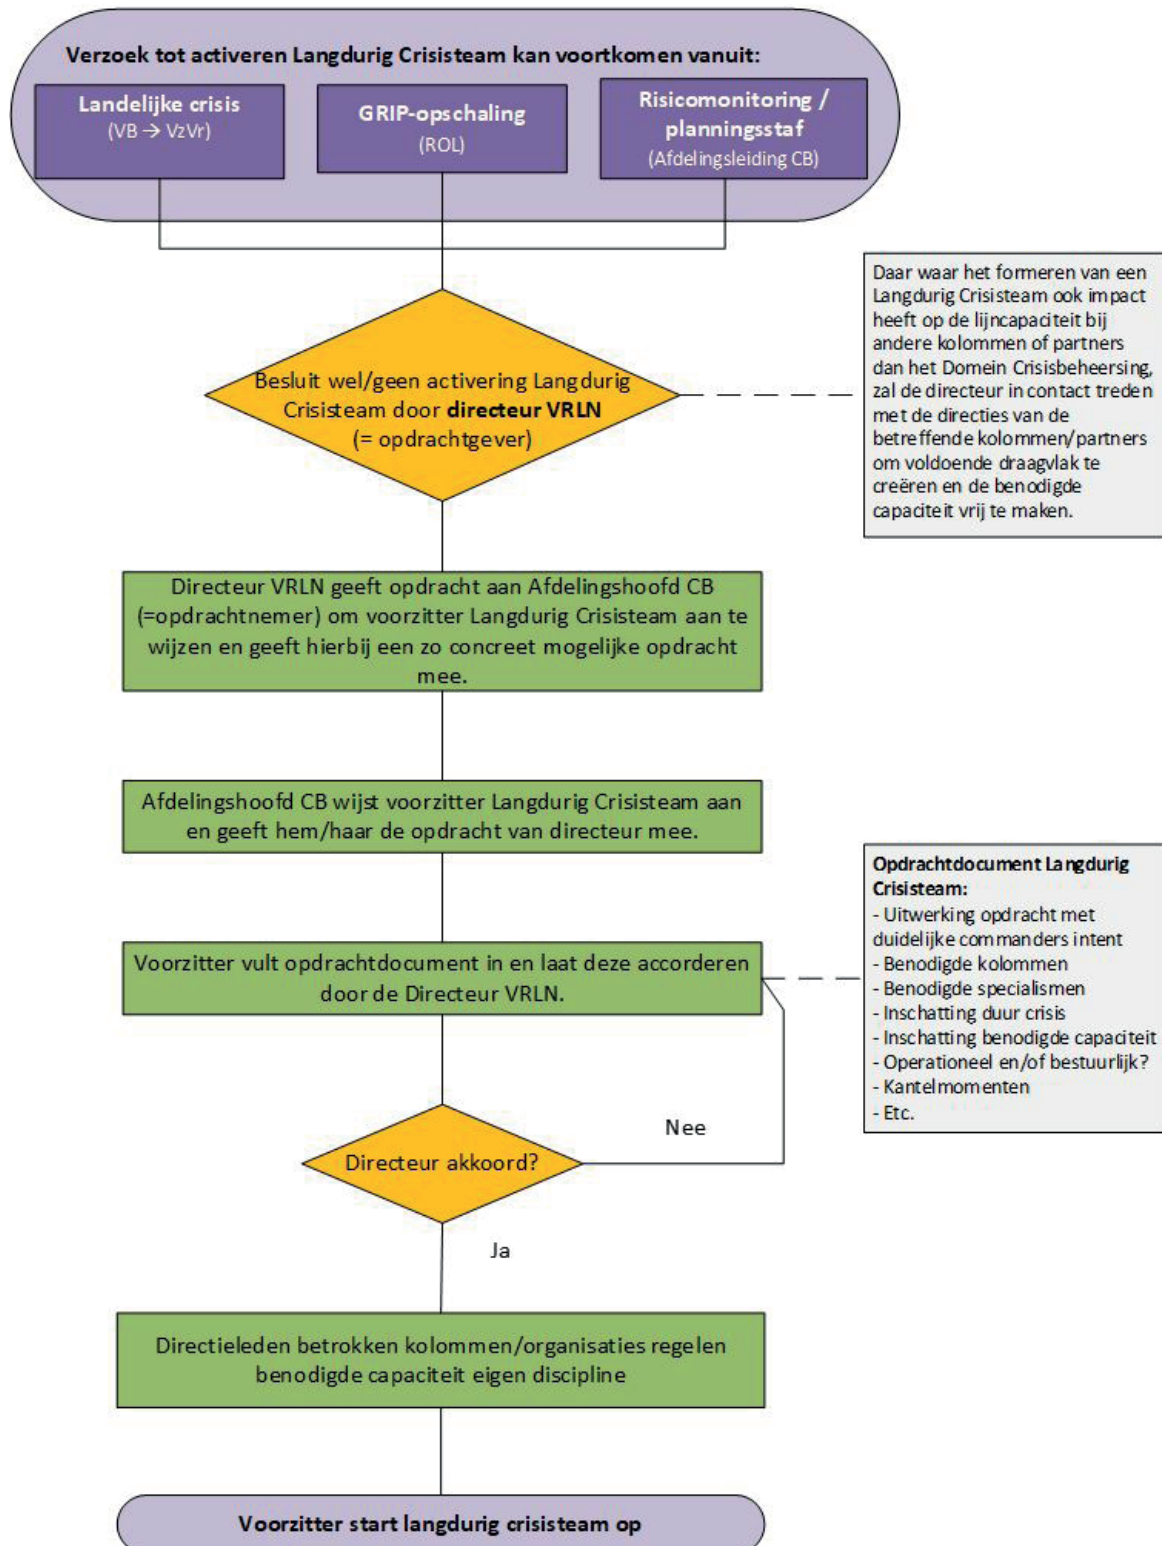 Verzoek tot activeren Langdurig Crisisteam kan voortkomen vanuit:
Landelijke crisis
(VB → VzVr)
GRIP-opschaling
(ROL)
Risicomonitoring /
planningsstaf
(Afdelingsleiding CB)
Besluit wel/geen activering Langdurig
Crisisteam door directeur VRLN
(= opdrachtgever)
Daar waar het formeren van een
Langdurig Crisisteam ook impact
heeft op de lijncapaciteit bij
andere kolommen of partners
dan het Domein Crisisbeheersing,
zal de directeur in contact treden
met de directies van de
betreffende kolommen/partners
om voldoende draagvlak te
creëren en de benodigde
capaciteit vrij te maken.
Directeur VRLN geeft opdracht aan Afdelingshoofd CB
(=opdrachtnemer) om voorzitter Langdurig Crisisteam aan te
wijzen en geeft hierbij een zo concreet mogelijke opdracht
mee.
Afdelingshoofd CB wijst voorzitter Langdurig Crisisteam aan
en geeft hem/haar de opdracht van directeur mee.
Voorzitter vult opdrachtdocument in en laat deze accorderen
door de Directeur VRLN.
Opdrachtdocument Langdurig
Crisisteam:
- Uitwerking opdracht met
duidelijke commanders intent
- Benodigde kolommen
- Benodigde specialismen
- Inschatting duur crisis
- Inschatting benodigde capaciteit
- Operationeel en/of bestuurlijk?
- Kantelmomenten
- Etc.
Nee
Directeur akkoord?
Ja
Directieleden betrokken kolommen/organisaties regelen
benodigde capaciteit eigen discipline
Voorzitter start langdurig crisisteam op